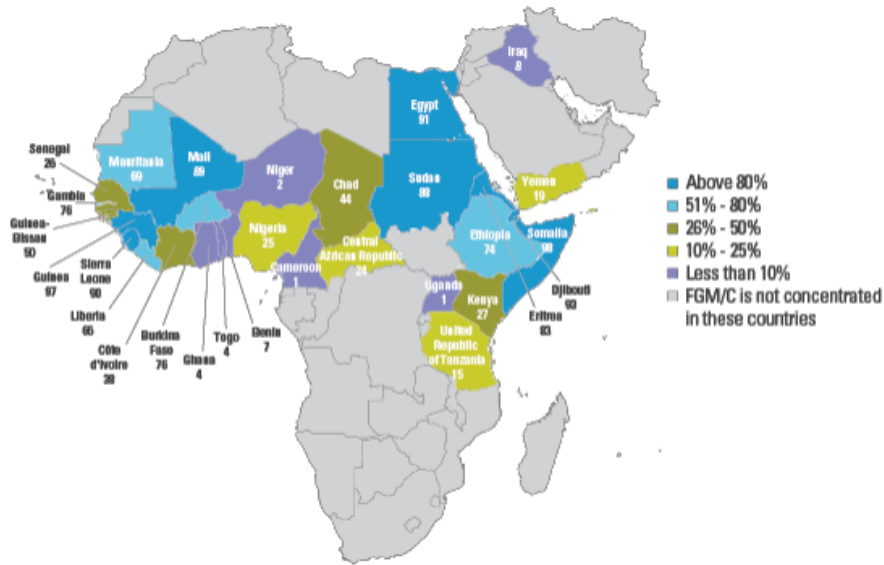 Iraq
8
Egypt
91
Senegal
26
Mauritania
69
Mali
89
Niger
2
Chad
44
Sudan
88
Yemen
19
Gambia
76
Nigeria
25
Guinea-
Bissau
50
Central
African Republic
24
Ethiopia
74
Somalia
98
Guinea
97
Sierra
Leone
90
Cameroon
1
Uganda
1
Kenya
27
Djibouti
93
Eritrea
83
Liberia
66
Côte
d'Ivoire
38
Burkina
Faso
76
Ghana
4
Togo
4
Benin
7
United
Republic
of Tanzania
15
Above 80%
51% - 80%
26% - 50%
10% - 25%
Less than 10%
FGM/C is not concentrated
in these countries